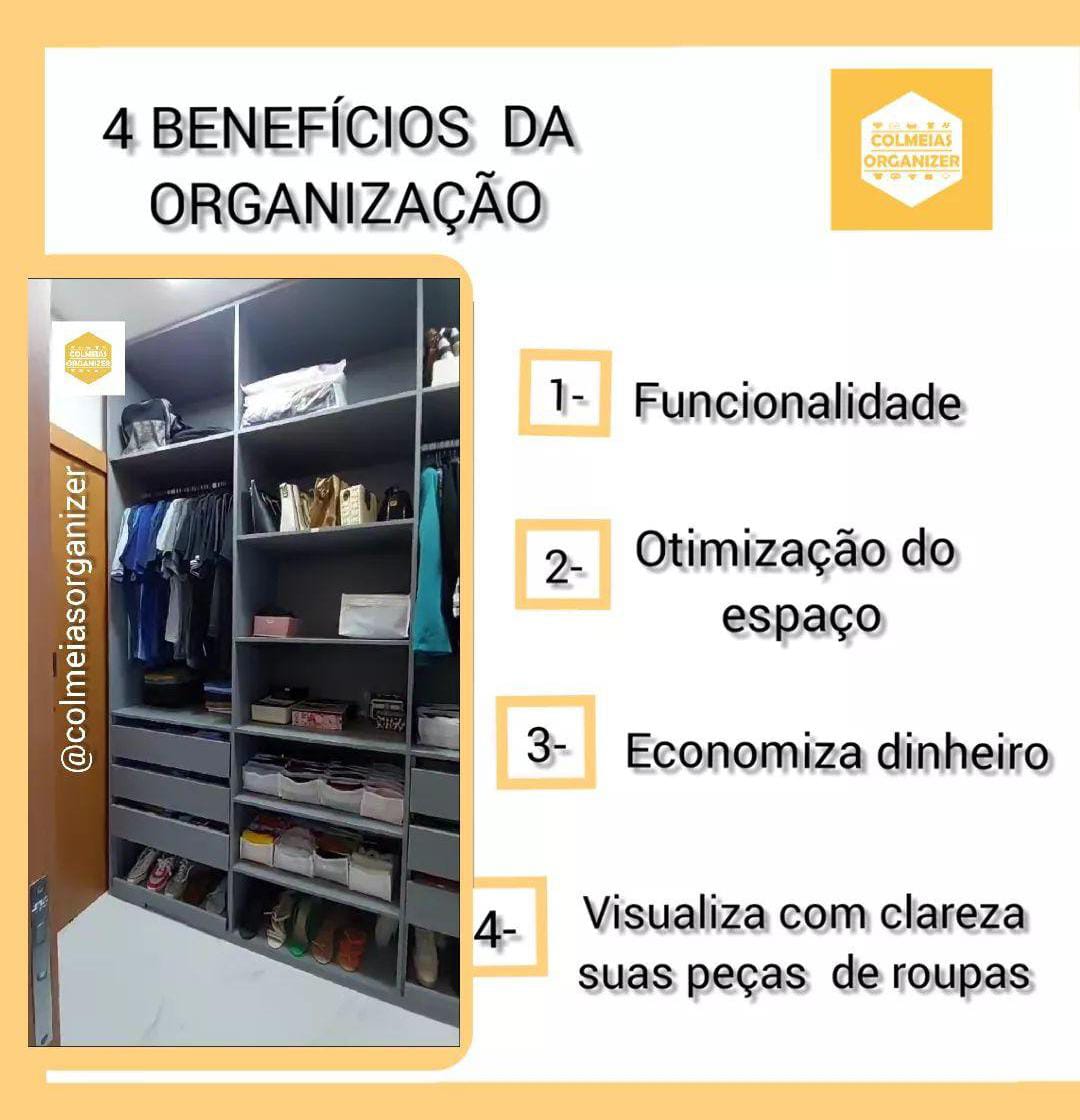 4 BENEFÍCIOS DA
ORGANIZAÇÃO
COLMEIAS
ORGANIZER
COLMEIAS
ORGANIZER
@colmeiasorganizer
1- Funcionalidade
2- Otimização do
espaço
3- Economiza dinheiro
4- Visualiza com clareza
suas peças de roupas